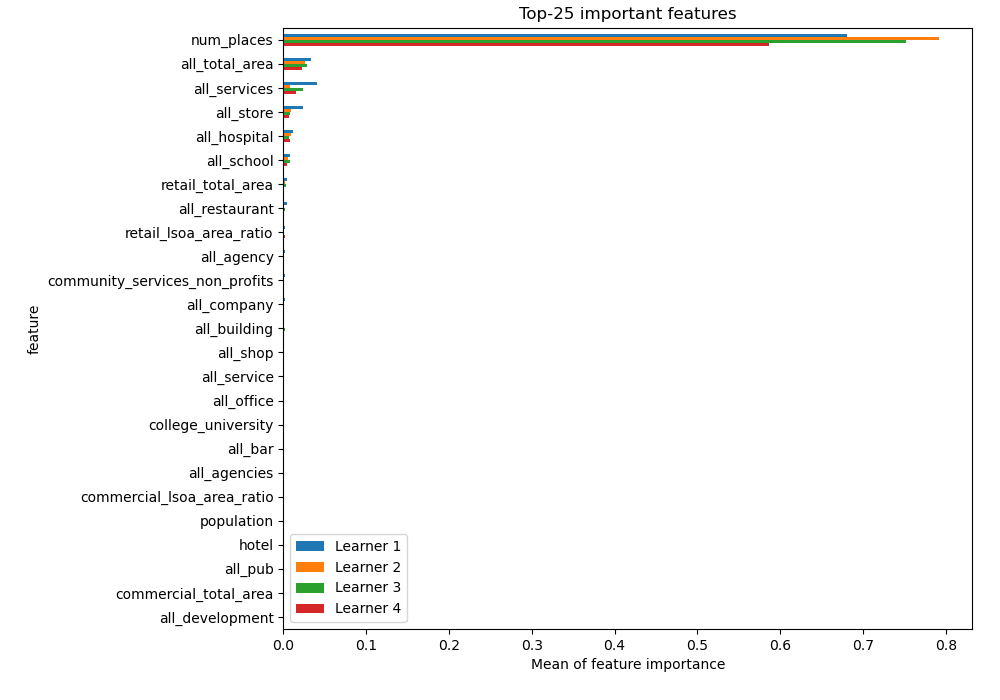 Top-25 important features
num_places
all_total_area
all_services
all_store
all_hospital
all_school
retail_total_area
all_restaurant
retail_lsoa_area_ratio
all_agency
community_services_non_profits
all_company
all_building
all_shop
all_service
all_office
college_university
all_bar
all_agencies
commercial_lsoa_area_ratio
population
hotel
all_pub
commercial_total_area
all_development
feature
Learner 1
Learner 2
Learner 3
Learner 4
0.0 0.1 0.2 0.3 0.4 0.5 0.6 0.7 0.8
Mean of feature importance